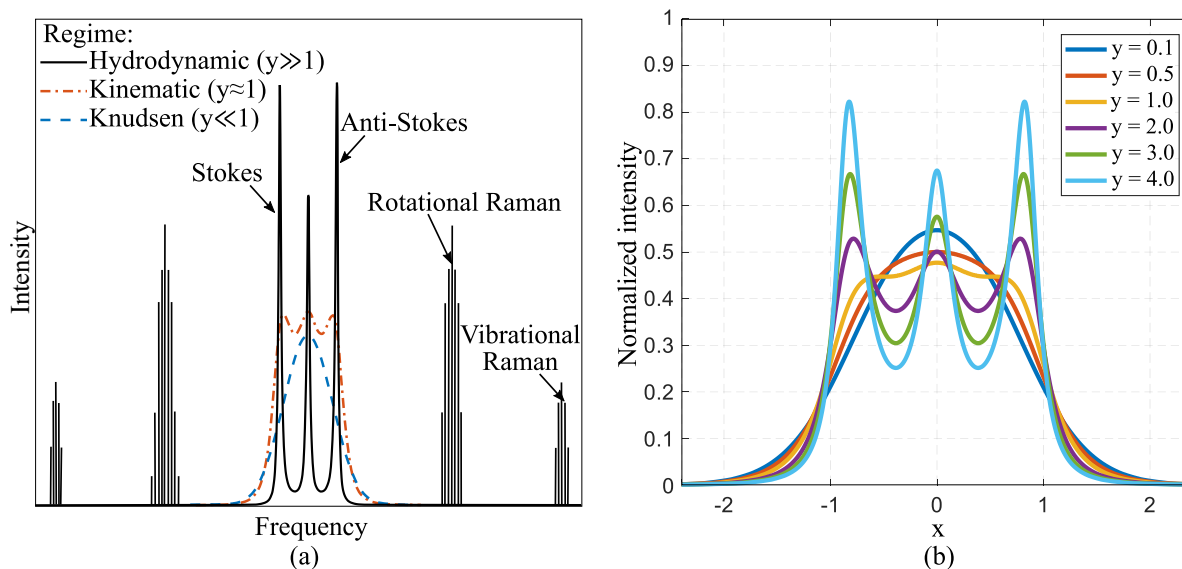 Regime:
Hydrodynamic (y≫1)
Kinematic (y≈1)
Knudsen (y≪1)
Anti-Stokes
Stokes
Rotational Raman
Vibrational
Raman
Intensity
Frequency
(a)
1
0.9
0.8
0.7
0.6
0.5
0.4
0.3
0.2
0.1
0
Normalized intensity
y = 0.1
y = 0.5
y = 1.0
y = 2.0
y = 3.0
y = 4.0
-2 -1 0 1 2
x
(b)